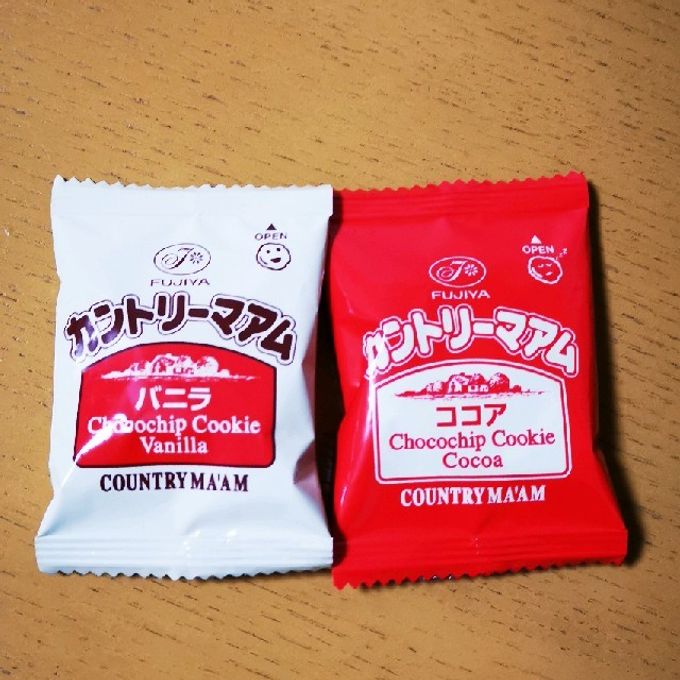 OPEN
FUJIYA
カントリーマアム
バニラ
Chocochip Cookie
Vanilla
COUNTRY MA'AM
OPEN
FUJIYA
カントリーマアム
ココア
Chocochip Cookie
Cocoa
COUNTRY MA'AM